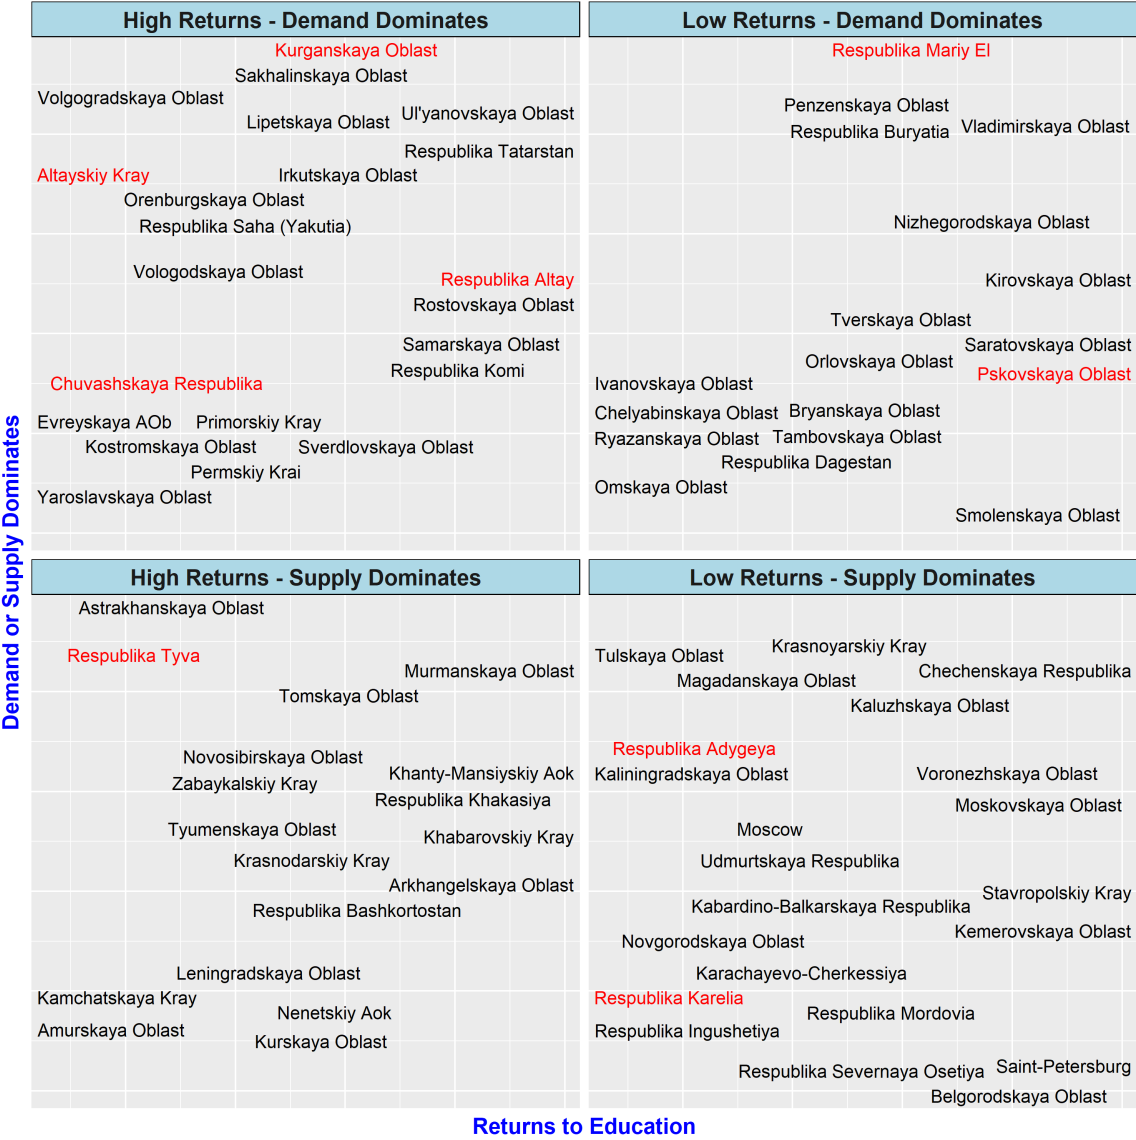 High Returns - Demand Dominates
Kurganskaya Oblast
Sakhalinskaya Oblast
Volgogradskaya Oblast
Ul'yanovskaya Oblast
Lipetskaya Oblast
Respublika Tatarstan
Altayskiy Kray
Irkutskaya Oblast
Orenburgskaya Oblast
Respublika Saha (Yakutia)
Vologodskaya Oblast
Respublika Altay
Rostovskaya Oblast
Samarskaya Oblast
Respublika Komi
Chuvashskaya Respublika
Evreyskaya AOb
Primorskiy Kray
Kostromskaya Oblast
Sverdlovskaya Oblast
Permskiy Krai
Yaroslavskaya Oblast
Low Returns - Demand Dominates
Respublika Mariy El
Penzenskaya Oblast
Vladimirskaya Oblast
Respublika Buryatia
Nizhegorodskaya Oblast
Kirovskaya Oblast
Tverskaya Oblast
Saratovskaya Oblast
Orlovskaya Oblast
Pskovskaya Oblast
Ivanovskaya Oblast
Chelyabinskaya Oblast
Bryanskaya Oblast
Ryazanskaya Oblast
Tambovskaya Oblast
Respublika Dagestan
Omskaya Oblast
Smolenskaya Oblast
High Returns - Supply Dominates
Astrakhanskaya Oblast
Respublika Tyva
Murmanskaya Oblast
Tomskaya Oblast
Novosibirskaya Oblast
Khanty-Mansiyskiy Aok
Zabaykalskiy Kray
Respublika Khakasiya
Tyumenskaya Oblast
Khabarovskiy Kray
Krasnodarskiy Kray
Arkhangelskaya Oblast
Respublika Bashkortostan
Leningradskaya Oblast
Kamchatskaya Kray
Nenetskiy Aok
Amurskaya Oblast
Kurskaya Oblast
Low Returns - Supply Dominates
Krasnoyarskiy Kray
Tulskaya Oblast
Chechenskaya Respublika
Magadanskaya Oblast
Kaluzhskaya Oblast
Respublika Adygeya
Kaliningradskaya Oblast
Voronezhskaya Oblast
Moskovskaya Oblast
Moscow
Udmurtskaya Respublika
Stavropolskiy Kray
Kabardino-Balkarskaya Respublika
Kemerovskaya Oblast
Novgorodskaya Oblast
Karachayevo-Cherkessiya
Respublika Karelia
Respublika Mordovia
Respublika Ingushetiya
Saint-Petersburg
Respublika Severnaya Osetiya
Belgorodskaya Oblast
Demand or Supply Dominates
Returns to Education